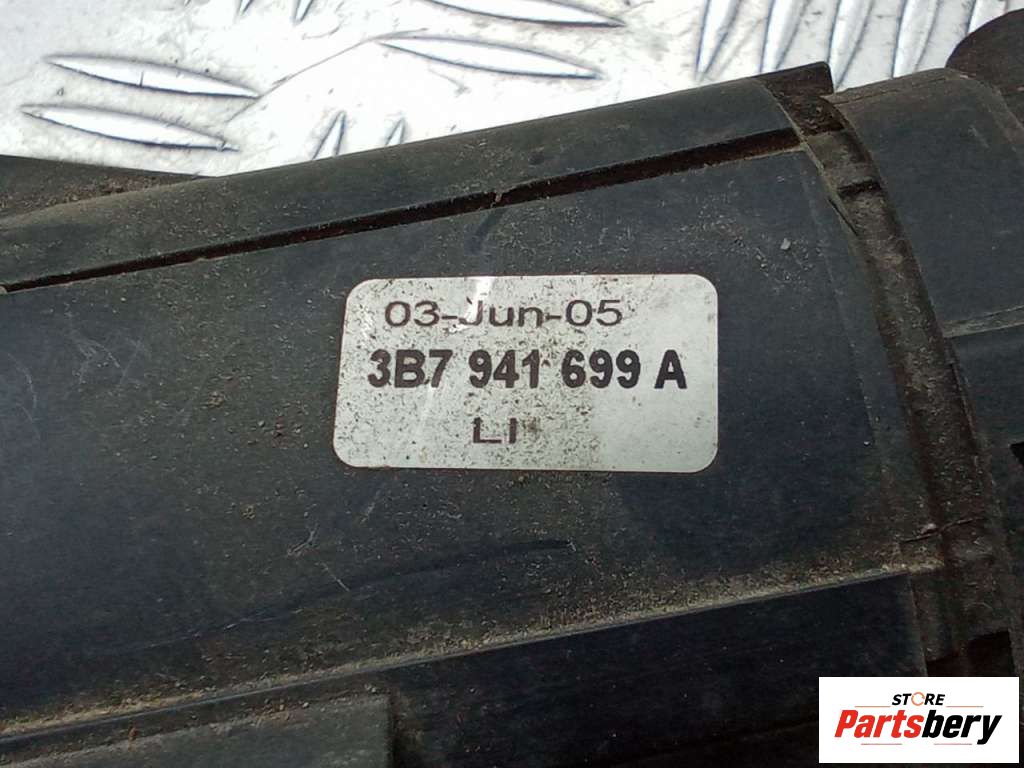 03-Jun-05
3B7 941 699 A
LI
STORE
Partsbery